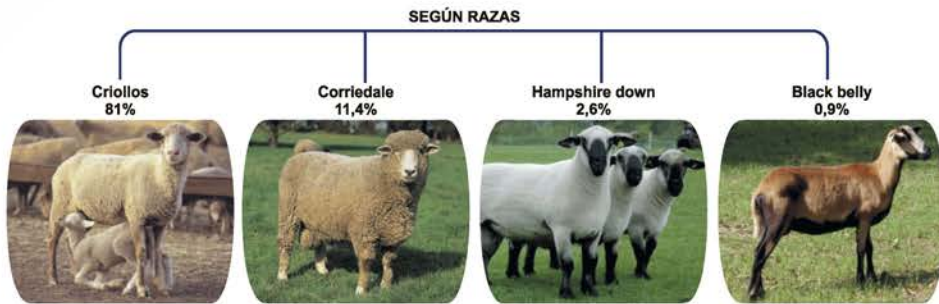 SEGÚN RAZAS
Criollos
81%
Corriedale
11,4%
Hampshire down
2,6%
Black belly
0,9%